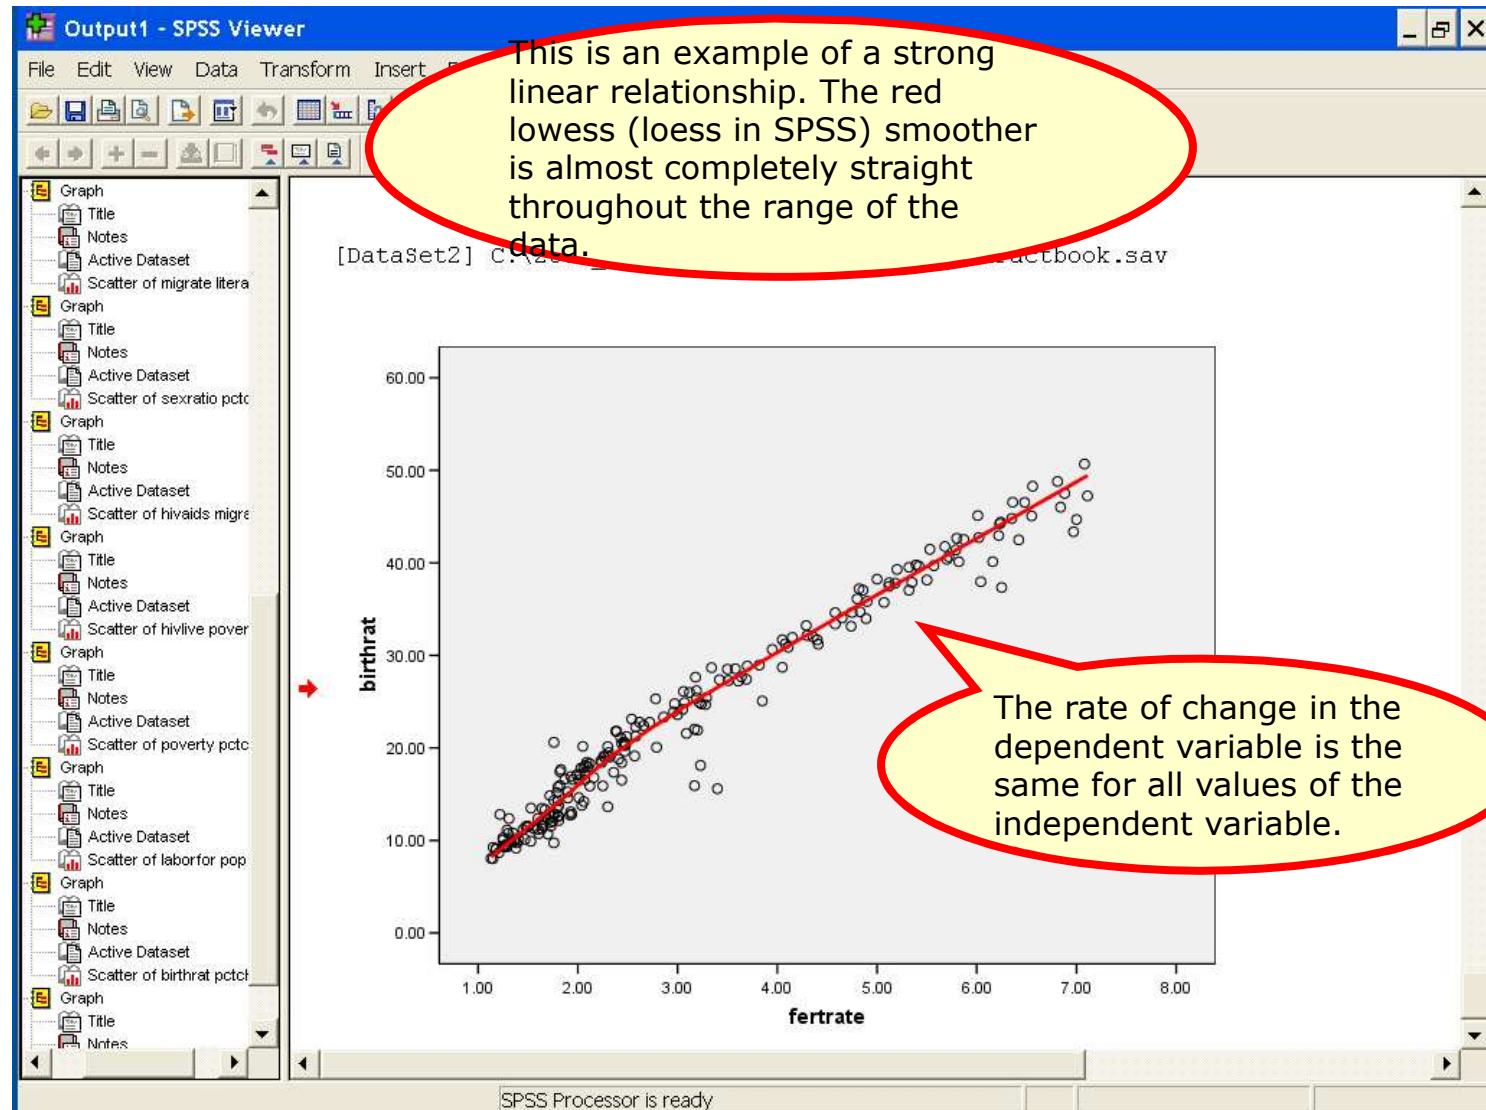 Output1 - SPSS Viewer
File Edit View Data Transform Insert
This is an example of a strong
linear relationship. The red
lowess (loess in SPSS) smoother
is almost completely straight
throughout the range of the
data.
Graph
Title
Notes
Active Dataset
Scatter of migrate litera
Graph
Title
Notes
Active Dataset
Scatter of sexratio pctc
Graph
Title
Notes
Active Dataset
Scatter of hivaids migra
Graph
Title
Notes
Active Dataset
Scatter of hivlive pover
Graph
Title
Notes
Active Dataset
Scatter of poverty pctc
Graph
Title
Notes
Active Dataset
Scatter of laborfor pop
Graph
Title
Notes
Active Dataset
Scatter of birthrat pctch
Graph
Title
Notes
[DataSet2]
60.00
50.00
40.00
30.00
20.00
10.00
0.00
birthrat
1.00 2.00 3.00 4.00 5.00 6.00 7.00 8.00
fertrate
The rate of change in the
dependent variable is the
same for all values of the
independent variable.
SPSS Processor is ready